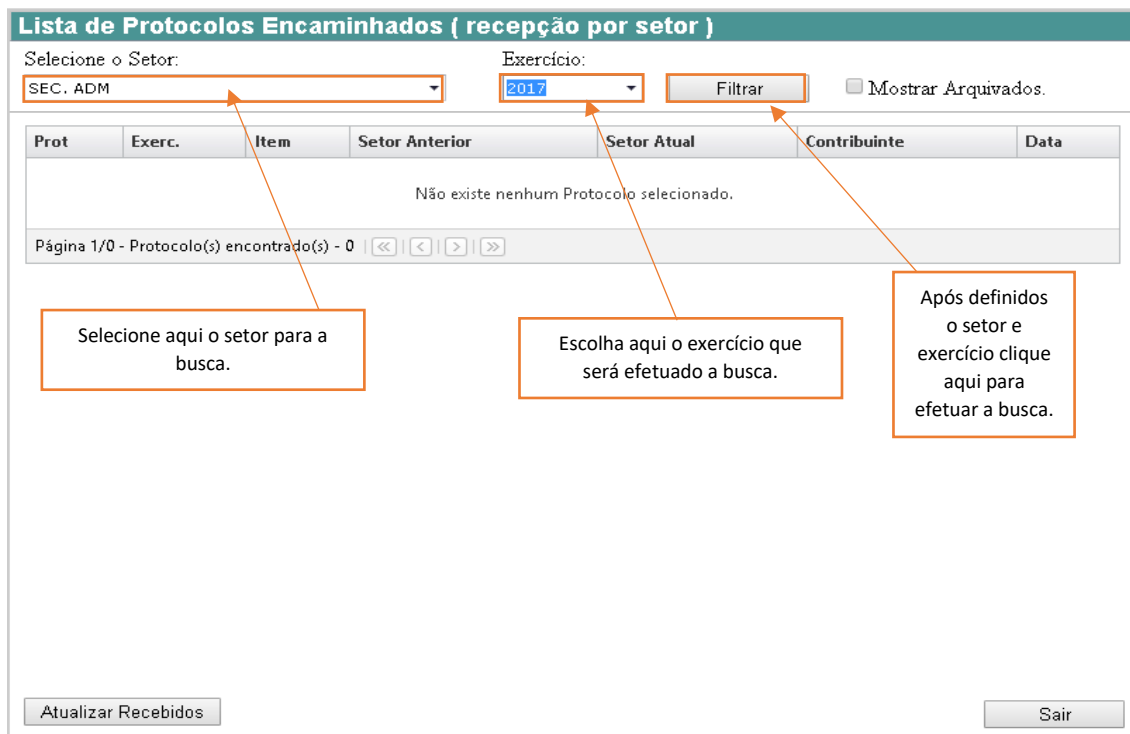 Lista de Protocolos Encaminhados ( recepção por setor )
Selecione o Setor: Exercício:
SEC. ADM 2017 Filtrar Mostrar Arquivados.
Prot Exerc. Item Setor Anterior Setor Atual Contribuinte Data
Não existe nenhum Protocolo selecionado.
Página 1/0 - Protocolo(s) encontrado(s) - 0 | << | < | > | >>
Selecione aqui o setor para a
busca.
Escolha aqui o exercício que
será efetuado a busca.
Após definidos
o setor e
exercício clique
aqui para
efetuar a busca.
Atualizar Recebidos Sair